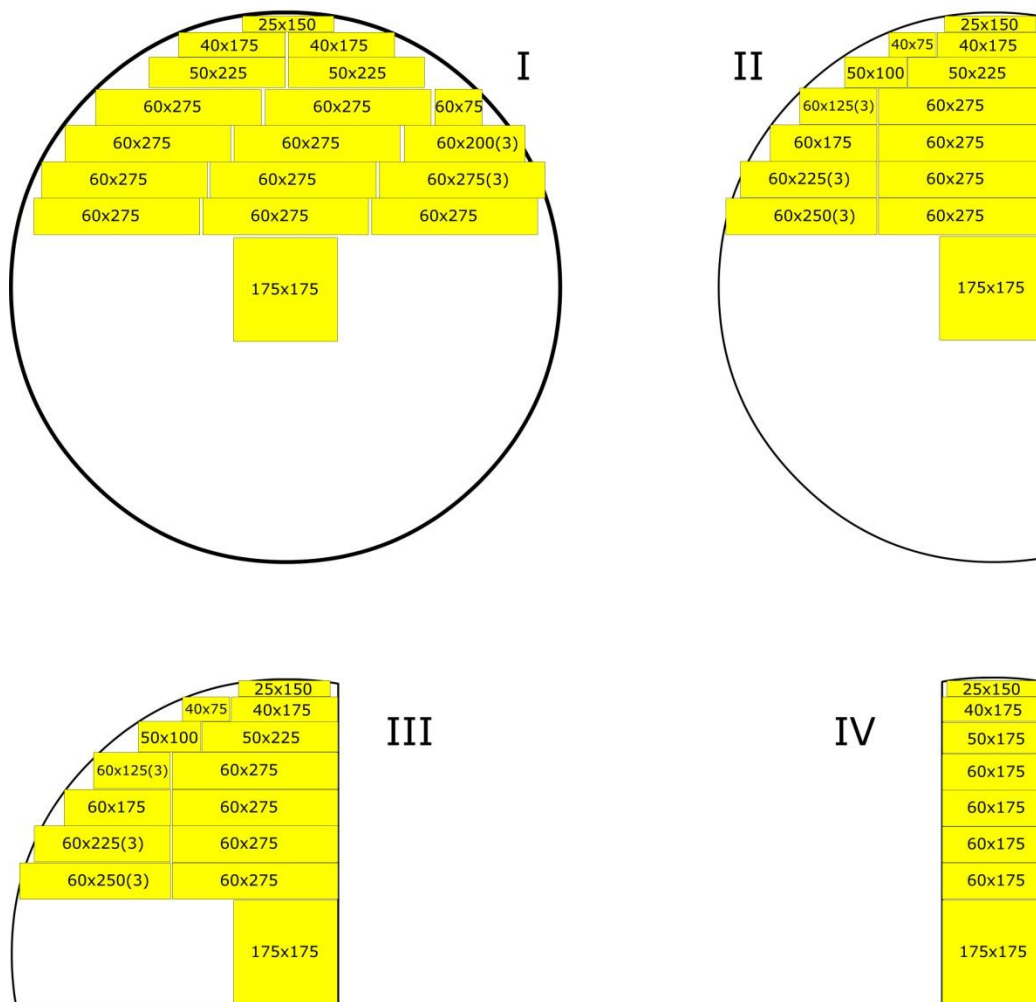 25x150
40x175 40x175
50x225 50x225
60x275 60x275 60x75
60x275 60x275 60x200(3)
60x275 60x275 60x275(3)
60x275 60x275 60x275
175x175
I
II
25x150
40x75 40x175
50x100 50x225
60x125(3) 60x275
60x175 60x275
60x225(3) 60x275
60x250(3) 60x275
175x175
25x150
40x75 40x175
50x100 50x225
60x125(3) 60x275
60x175 60x275
60x225(3) 60x275
60x250(3) 60x275
175x175
III
IV
25x150
40x175
50x175
60x175
60x175
60x175
60x175
175x175